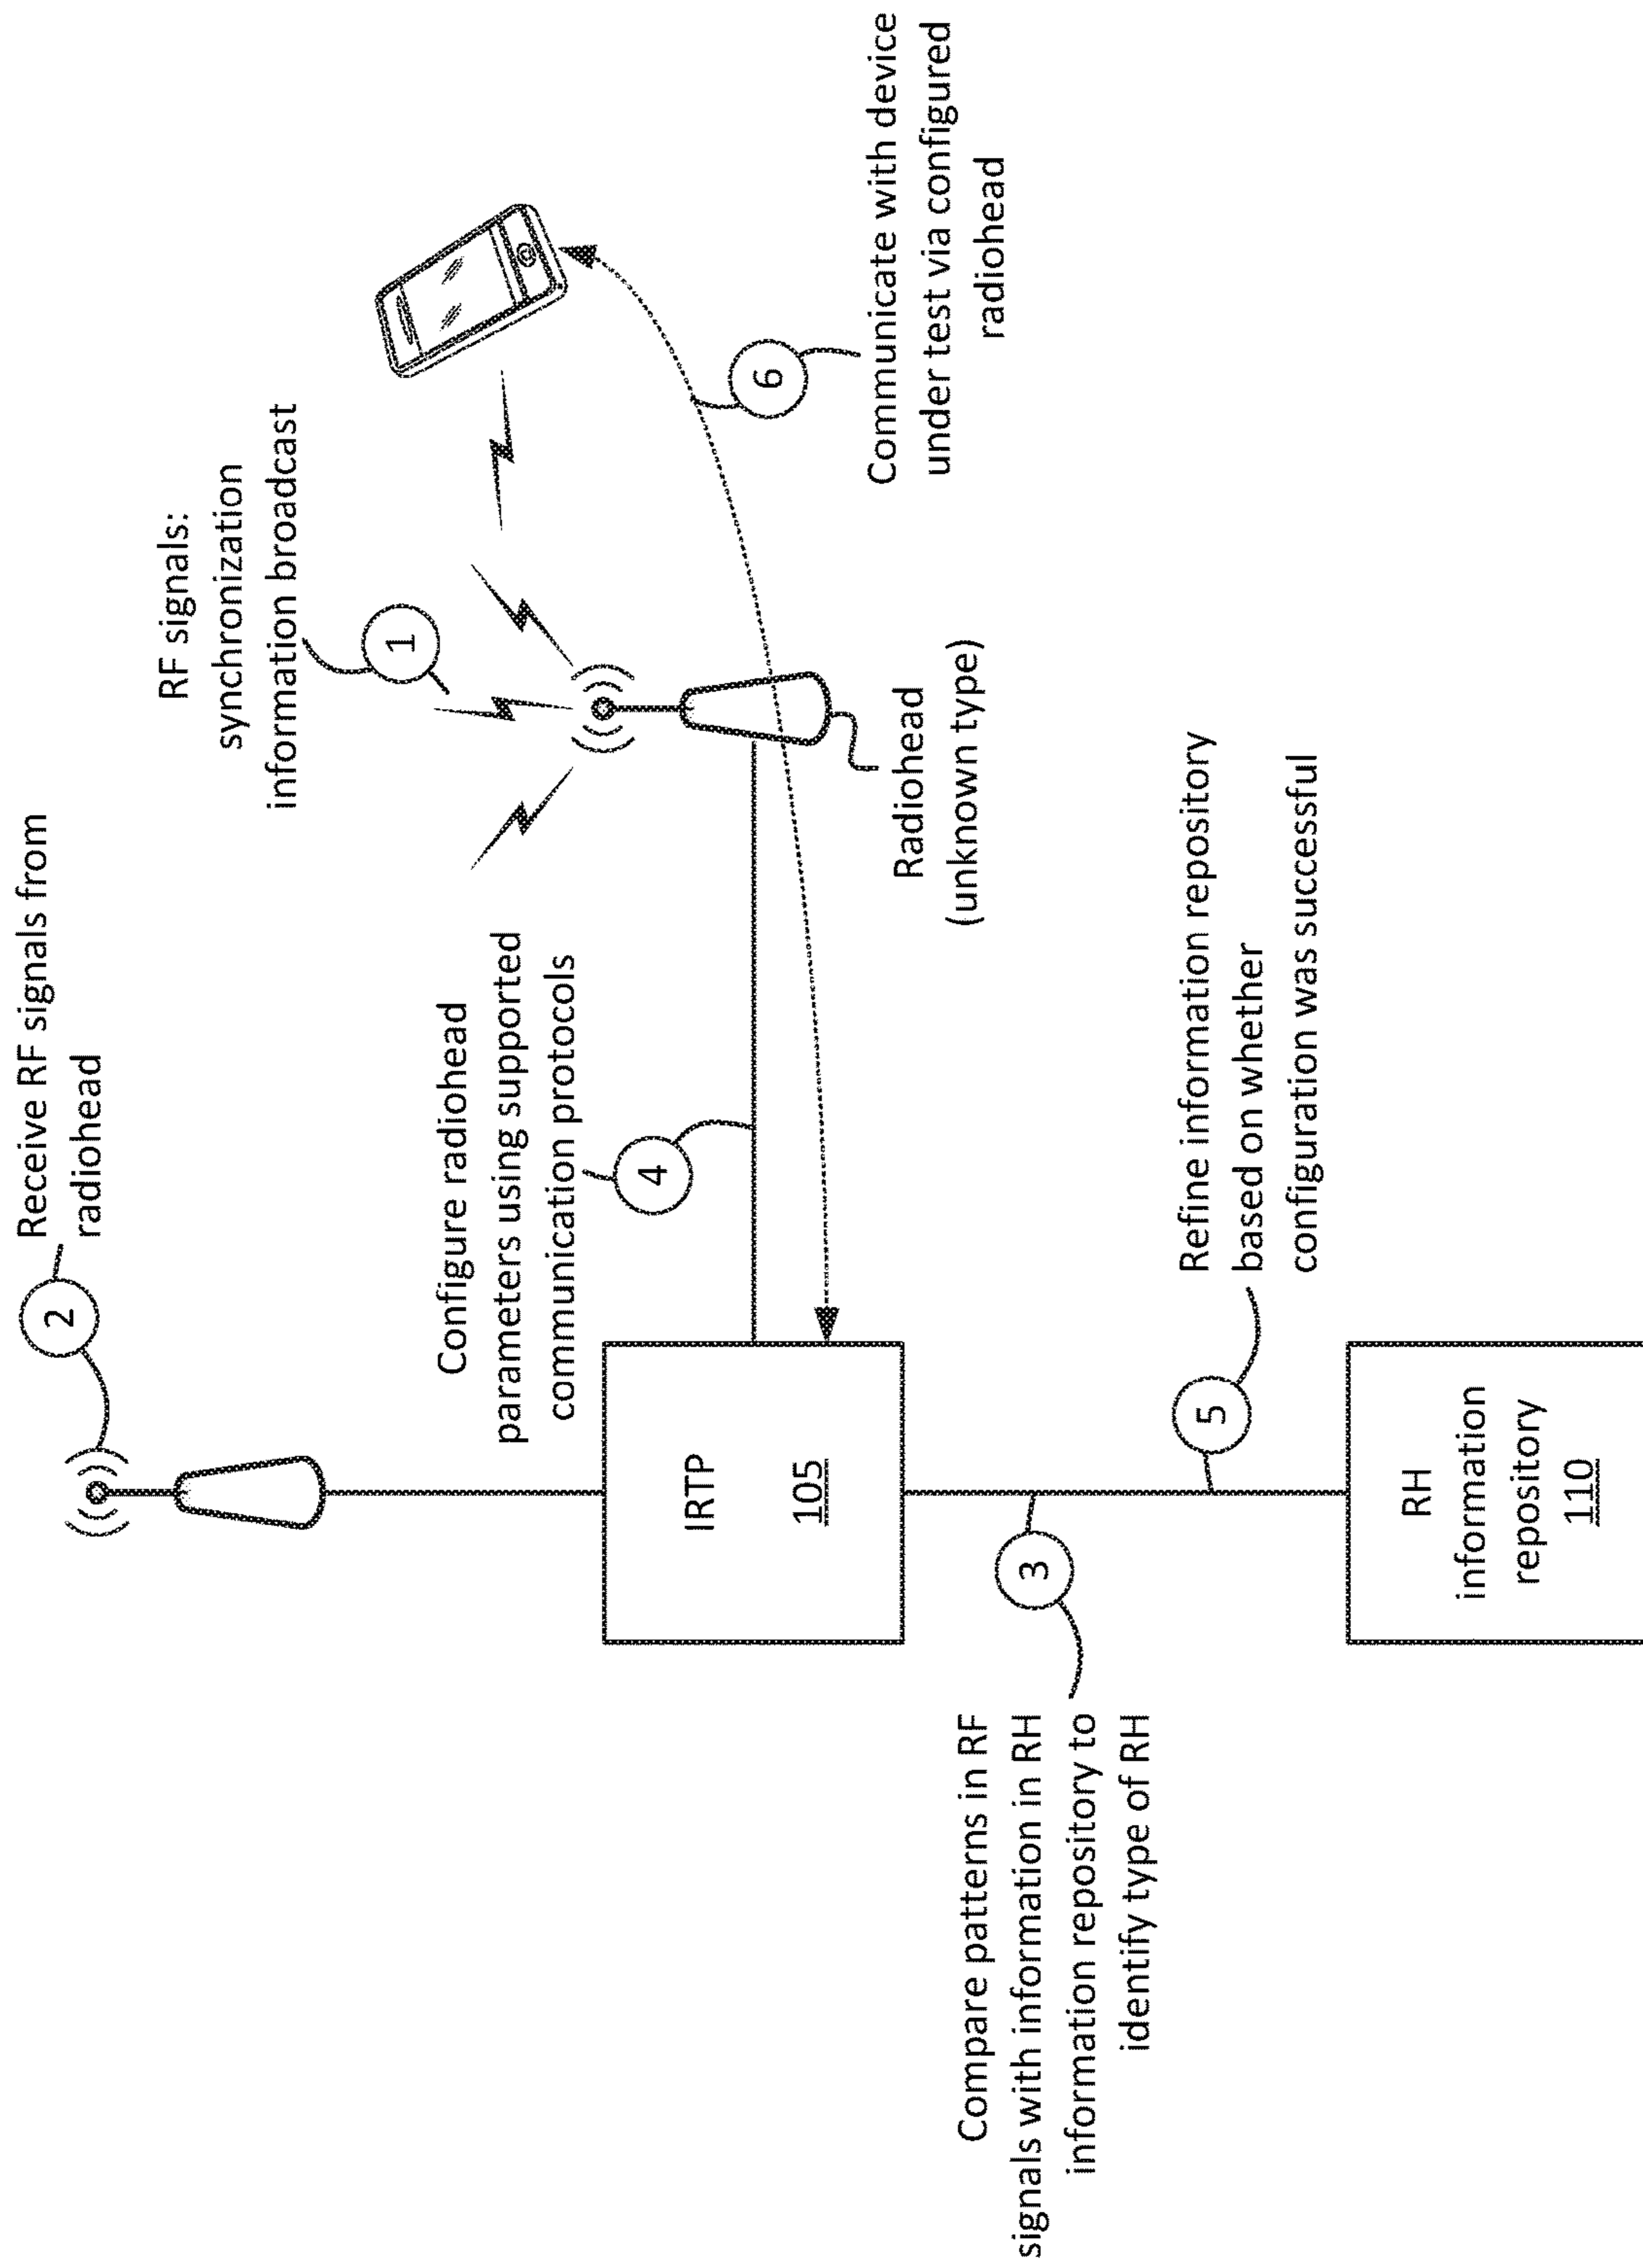 2
Receive RF signals from
radiohead
RF signals:
synchronization
information broadcast
1
Configure radiohead
parameters using supported
communication protocols
4
6
Communicate with device
under test via configured
radiohead
Radiohead
(unknown type)
IRTP
105
Compare patterns in RF
signals with information in RH
information repository to
identify type of RH
3
5
Refine information repository
based on whether
configuration was successful
RH
information
repository
110